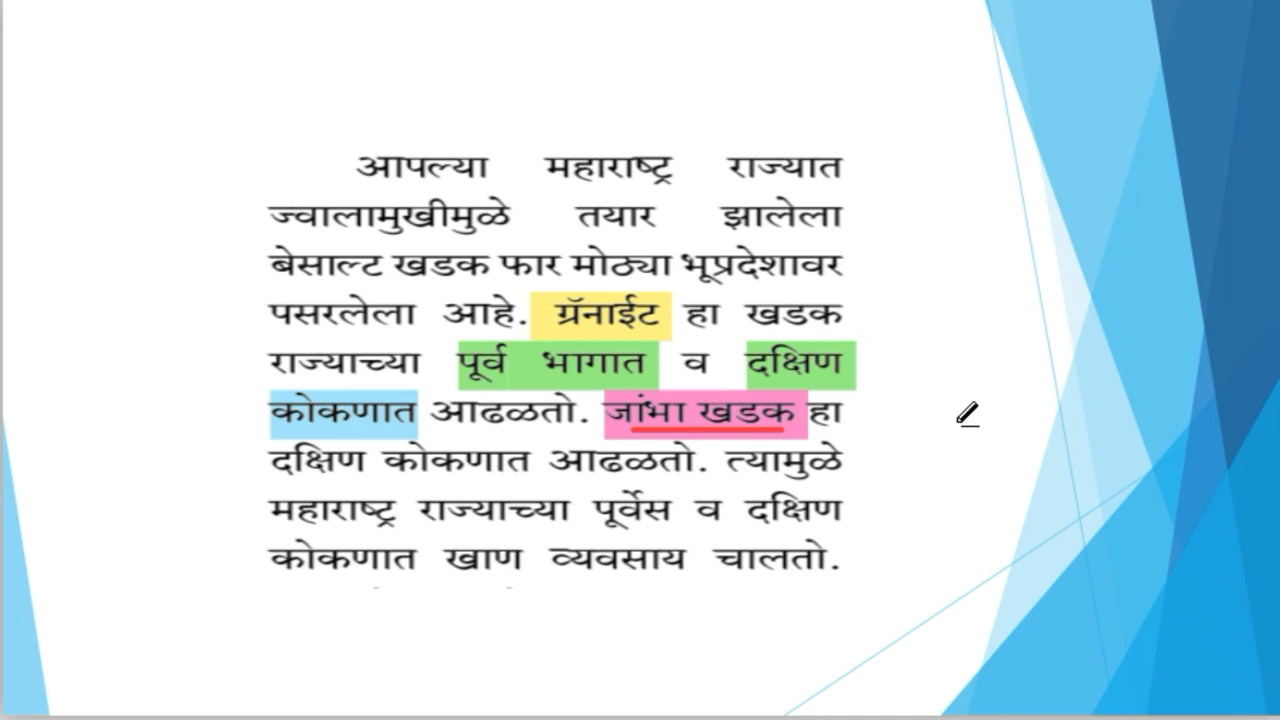 आपल्या महाराष्ट्र राज्यात
ज्वालामुखीमुळे तयार झालेला
बेसाल्ट खडक फार मोठ्या भूप्रदेशावर
पसरलेला आहे. ग्रॅनाईट हा खडक
राज्याच्या पूर्व भागात व दक्षिण
कोकणात आढळतो. जांभा खडक हा
दक्षिण कोकणात आढळतो. त्यामुळे
महाराष्ट्र राज्याच्या पूर्वेस व दक्षिण
कोकणात खाण व्यवसाय चालतो.